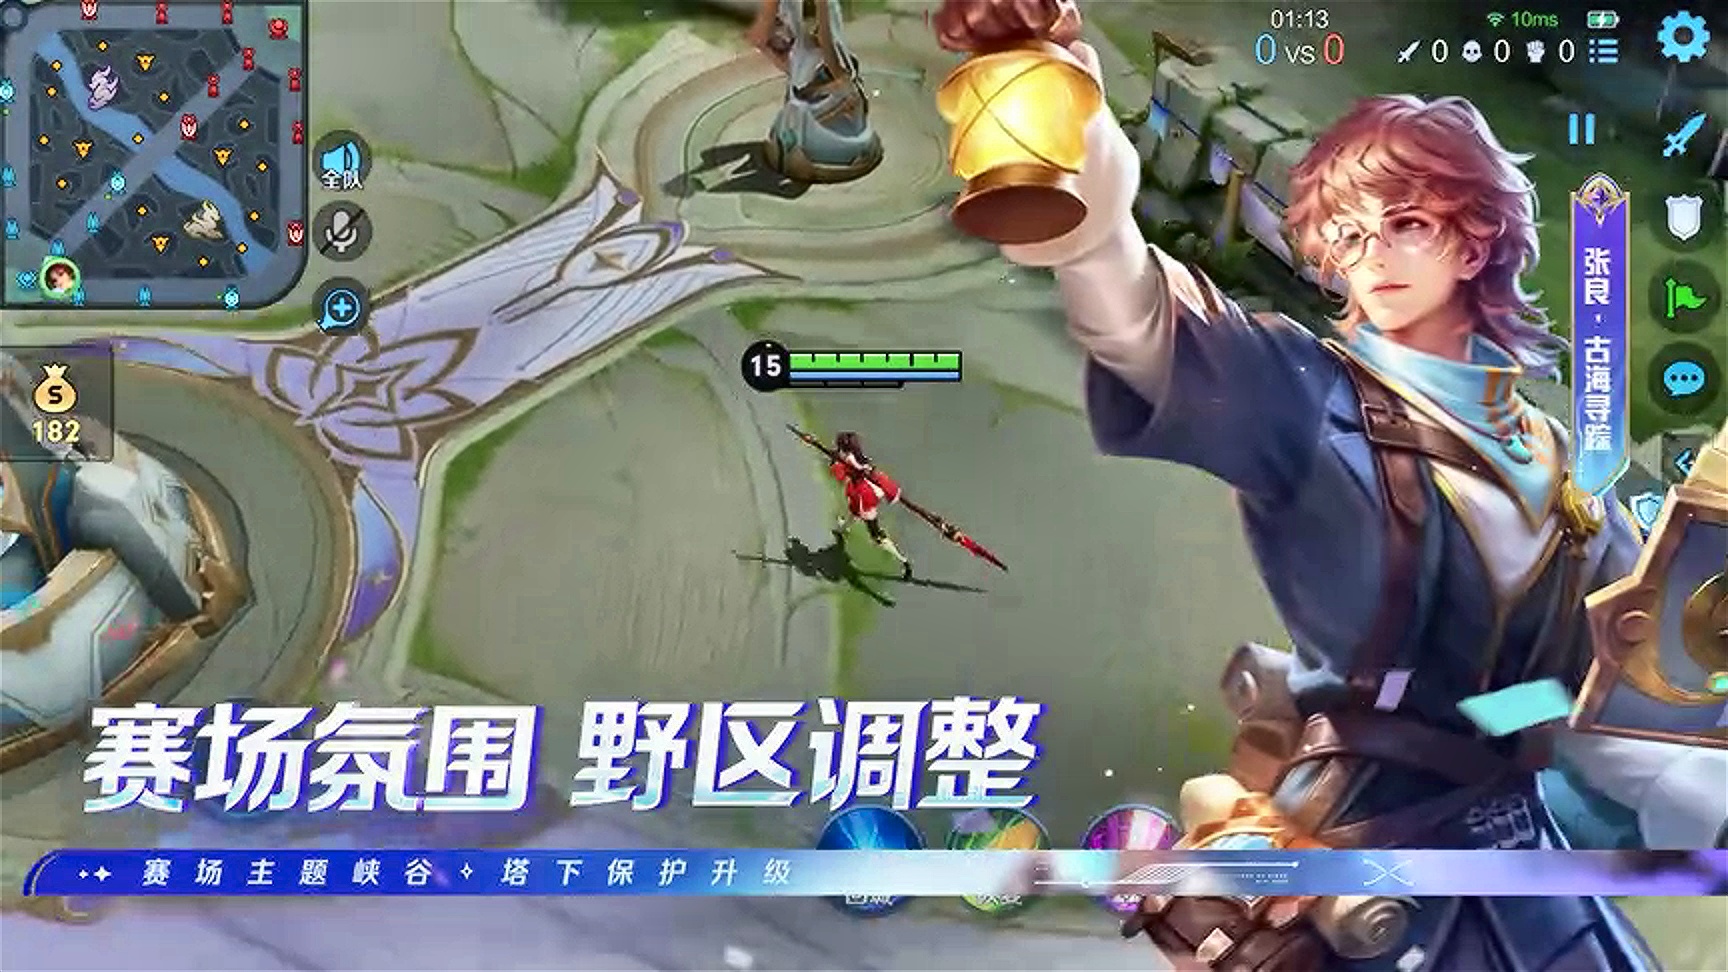 01:13
10ms
0 vs 0
0 0 0
全队
15
S
182
张良·古海寻踪
赛场氛围 野区调整
赛场主题峡谷 塔下保护升级